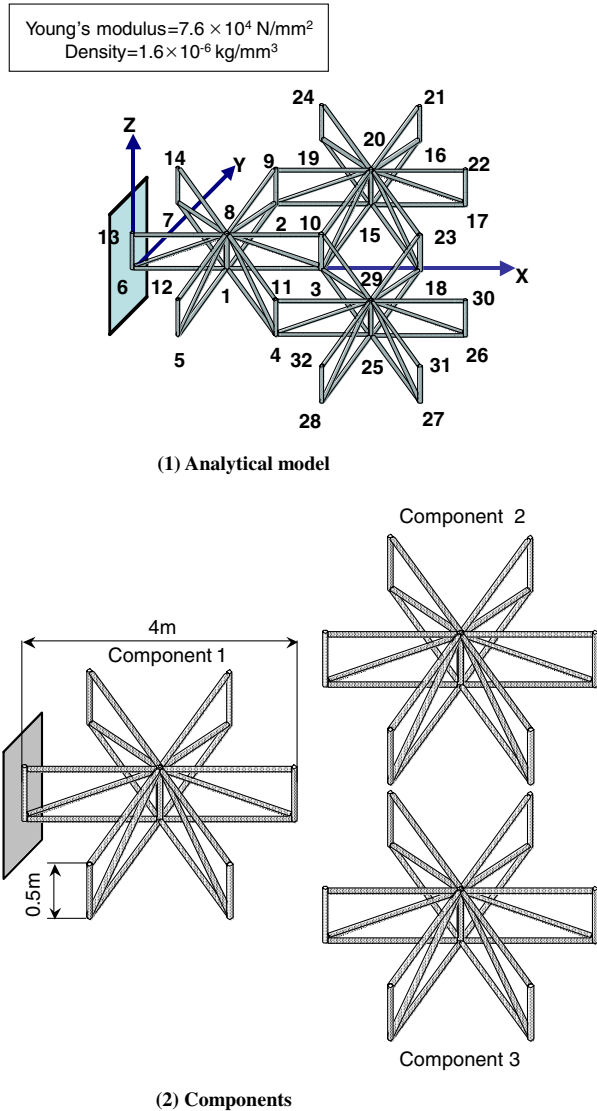 Young's modulus=7.6 ×10⁴ N/mm²
Density=1.6×10⁻⁶ kg/mm³
24 21
Z
20
14 Y 9 19 16 22
7 8 2 10 15 23 17
13
29
X
6 12 1 11 3 18 30
5 4 32 25 31 26
28 27
(1) Analytical model
Component 2
4m
Component 1
0.5m
Component 3
(2) Components